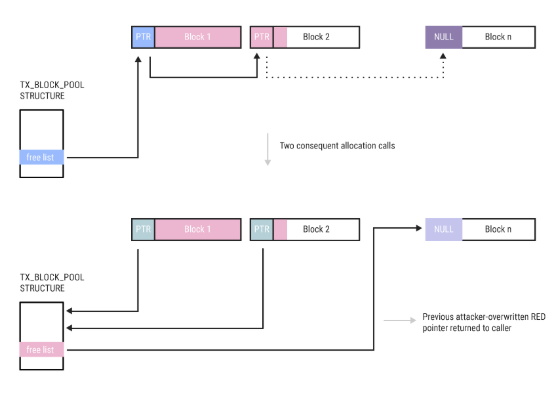 PTR Block 1 PTR Block 2 NULL Block n
TX_BLOCK_POOL
STRUCTURE
free list
Two consequent allocation calls
PTR Block 1 PTR Block 2 NULL Block n
TX_BLOCK_POOL
STRUCTURE
free list
Previous attacker-overwritten RED
pointer returned to caller